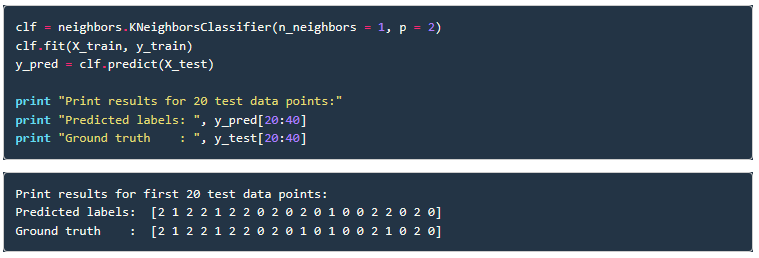 clf = neighbors.KNeighborsClassifier(n_neighbors = 1, p = 2)
clf.fit(X_train, y_train)
y_pred = clf.predict(X_test)
print "Print results for 20 test data points:"
print "Predicted labels: ", y_pred[20:40]
print "Ground truth    : ", y_test[20:40]
Print results for first 20 test data points:
Predicted labels:  [2 1 2 2 1 2 2 0 2 0 2 0 1 0 0 2 2 0 2 0]
Ground truth    :  [2 1 2 2 1 2 2 0 2 0 1 0 1 0 0 2 1 0 2 0]